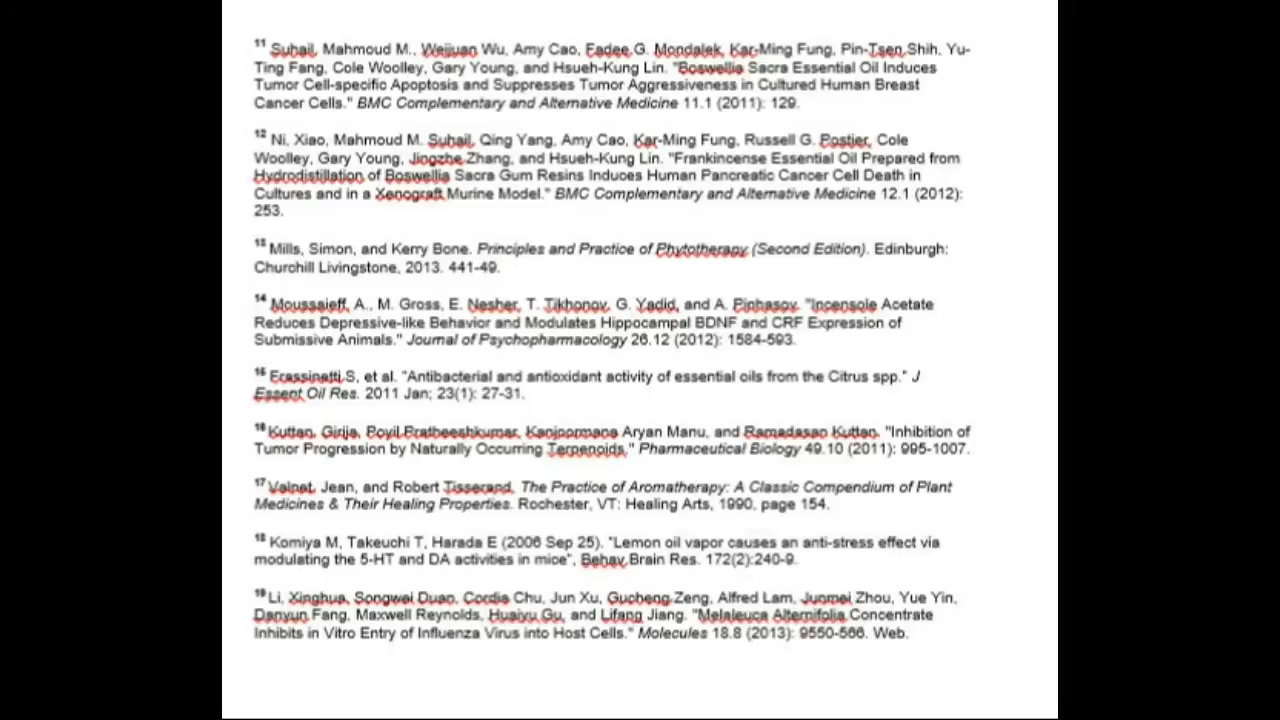 11 Suhail, Mahmoud M., Weijuan Wu, Amy Cao, Fadee G. Mondalek, Kar-Ming Fung, Pin-Tsen Shih, Yu-
Ting Fang, Cole Woolley, Gary Young, and Hsueh-Kung Lin. "Boswellia Sacra Essential Oil Induces
Tumor Cell-specific Apoptosis and Suppresses Tumor Aggressiveness in Cultured Human Breast
Cancer Cells." BMC Complementary and Alternative Medicine 11.1 (2011): 129.
12 Ni, Xiao, Mahmoud M. Suhail, Qing Yang, Amy Cao, Kar-Ming Fung, Russell G. Postier, Cole
Woolley, Gary Young, Jingzhe Zhang, and Hsueh-Kung Lin. "Frankincense Essential Oil Prepared from
Hydrodistillation of Boswellia Sacra Gum Resins Induces Human Pancreatic Cancer Cell Death in
Cultures and in a Xenograft Murine Model." BMC Complementary and Alternative Medicine 12.1 (2012):
253.
13 Mills, Simon, and Kerry Bone. Principles and Practice of Phytotherapy (Second Edition). Edinburgh:
Churchill Livingstone, 2013. 441-49.
14 Moussaieff, A., M. Gross, E. Nesher, T. Tikhonov, G. Yadid, and A. Pinhasov. "Incensole Acetate
Reduces Depressive-like Behavior and Modulates Hippocampal BDNF and CRF Expression of
Submissive Animals." Journal of Psychopharmacology 26.12 (2012): 1584-593.
15 Frassinetti S, et al. "Antibacterial and antioxidant activity of essential oils from the Citrus spp." J
Essent Oil Res. 2011 Jan; 23(1): 27-31.
16 Kuttan, Girija, Poyil Pratheeshkumar, Kanjoormana Aryan Manu, and Ramadasan Kuttan. "Inhibition of
Tumor Progression by Naturally Occurring Terpenoids." Pharmaceutical Biology 49.10 (2011): 995-1007.
17 Valnet, Jean, and Robert Tisserand. The Practice of Aromatherapy: A Classic Compendium of Plant
Medicines & Their Healing Properties. Rochester, VT: Healing Arts, 1990, page 154.
18 Komiya M, Takeuchi T, Harada E (2006 Sep 25). "Lemon oil vapor causes an anti-stress effect via
modulating the 5-HT and DA activities in mice", Behav Brain Res. 172(2):240-9.
19 Li, Xinghua, Songwei Duan, Cordia Chu, Jun Xu, Gucheng Zeng, Alfred Lam, Junmei Zhou, Yue Yin,
Danyun Fang, Maxwell Reynolds, Huaiyu Gu, and Lifang Jiang. "Melaleuca Alternifolia Concentrate
Inhibits in Vitro Entry of Influenza Virus into Host Cells." Molecules 18.8 (2013): 9550-566. Web.